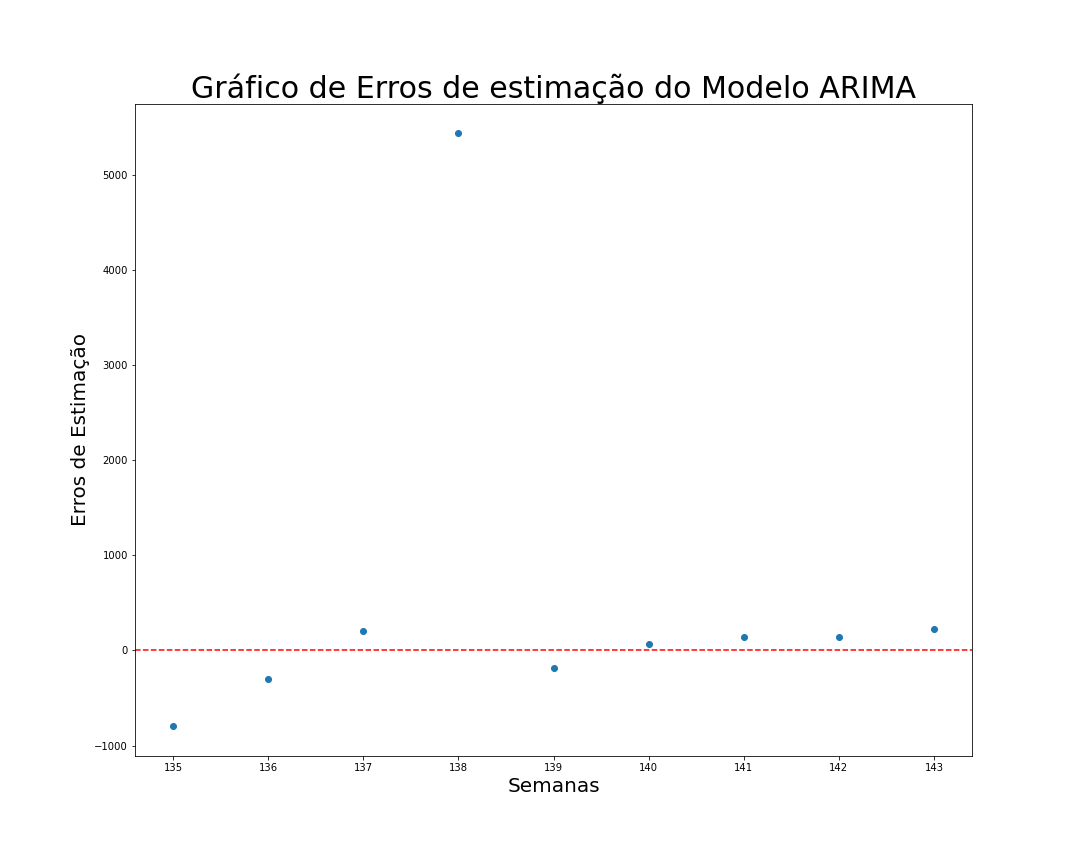 Gráfico de Erros de estimação do Modelo ARIMA
Erros de Estimação
5000
4000
3000
2000
1000
0
−1000
135 136 137 138 139 140 141 142 143
Semanas